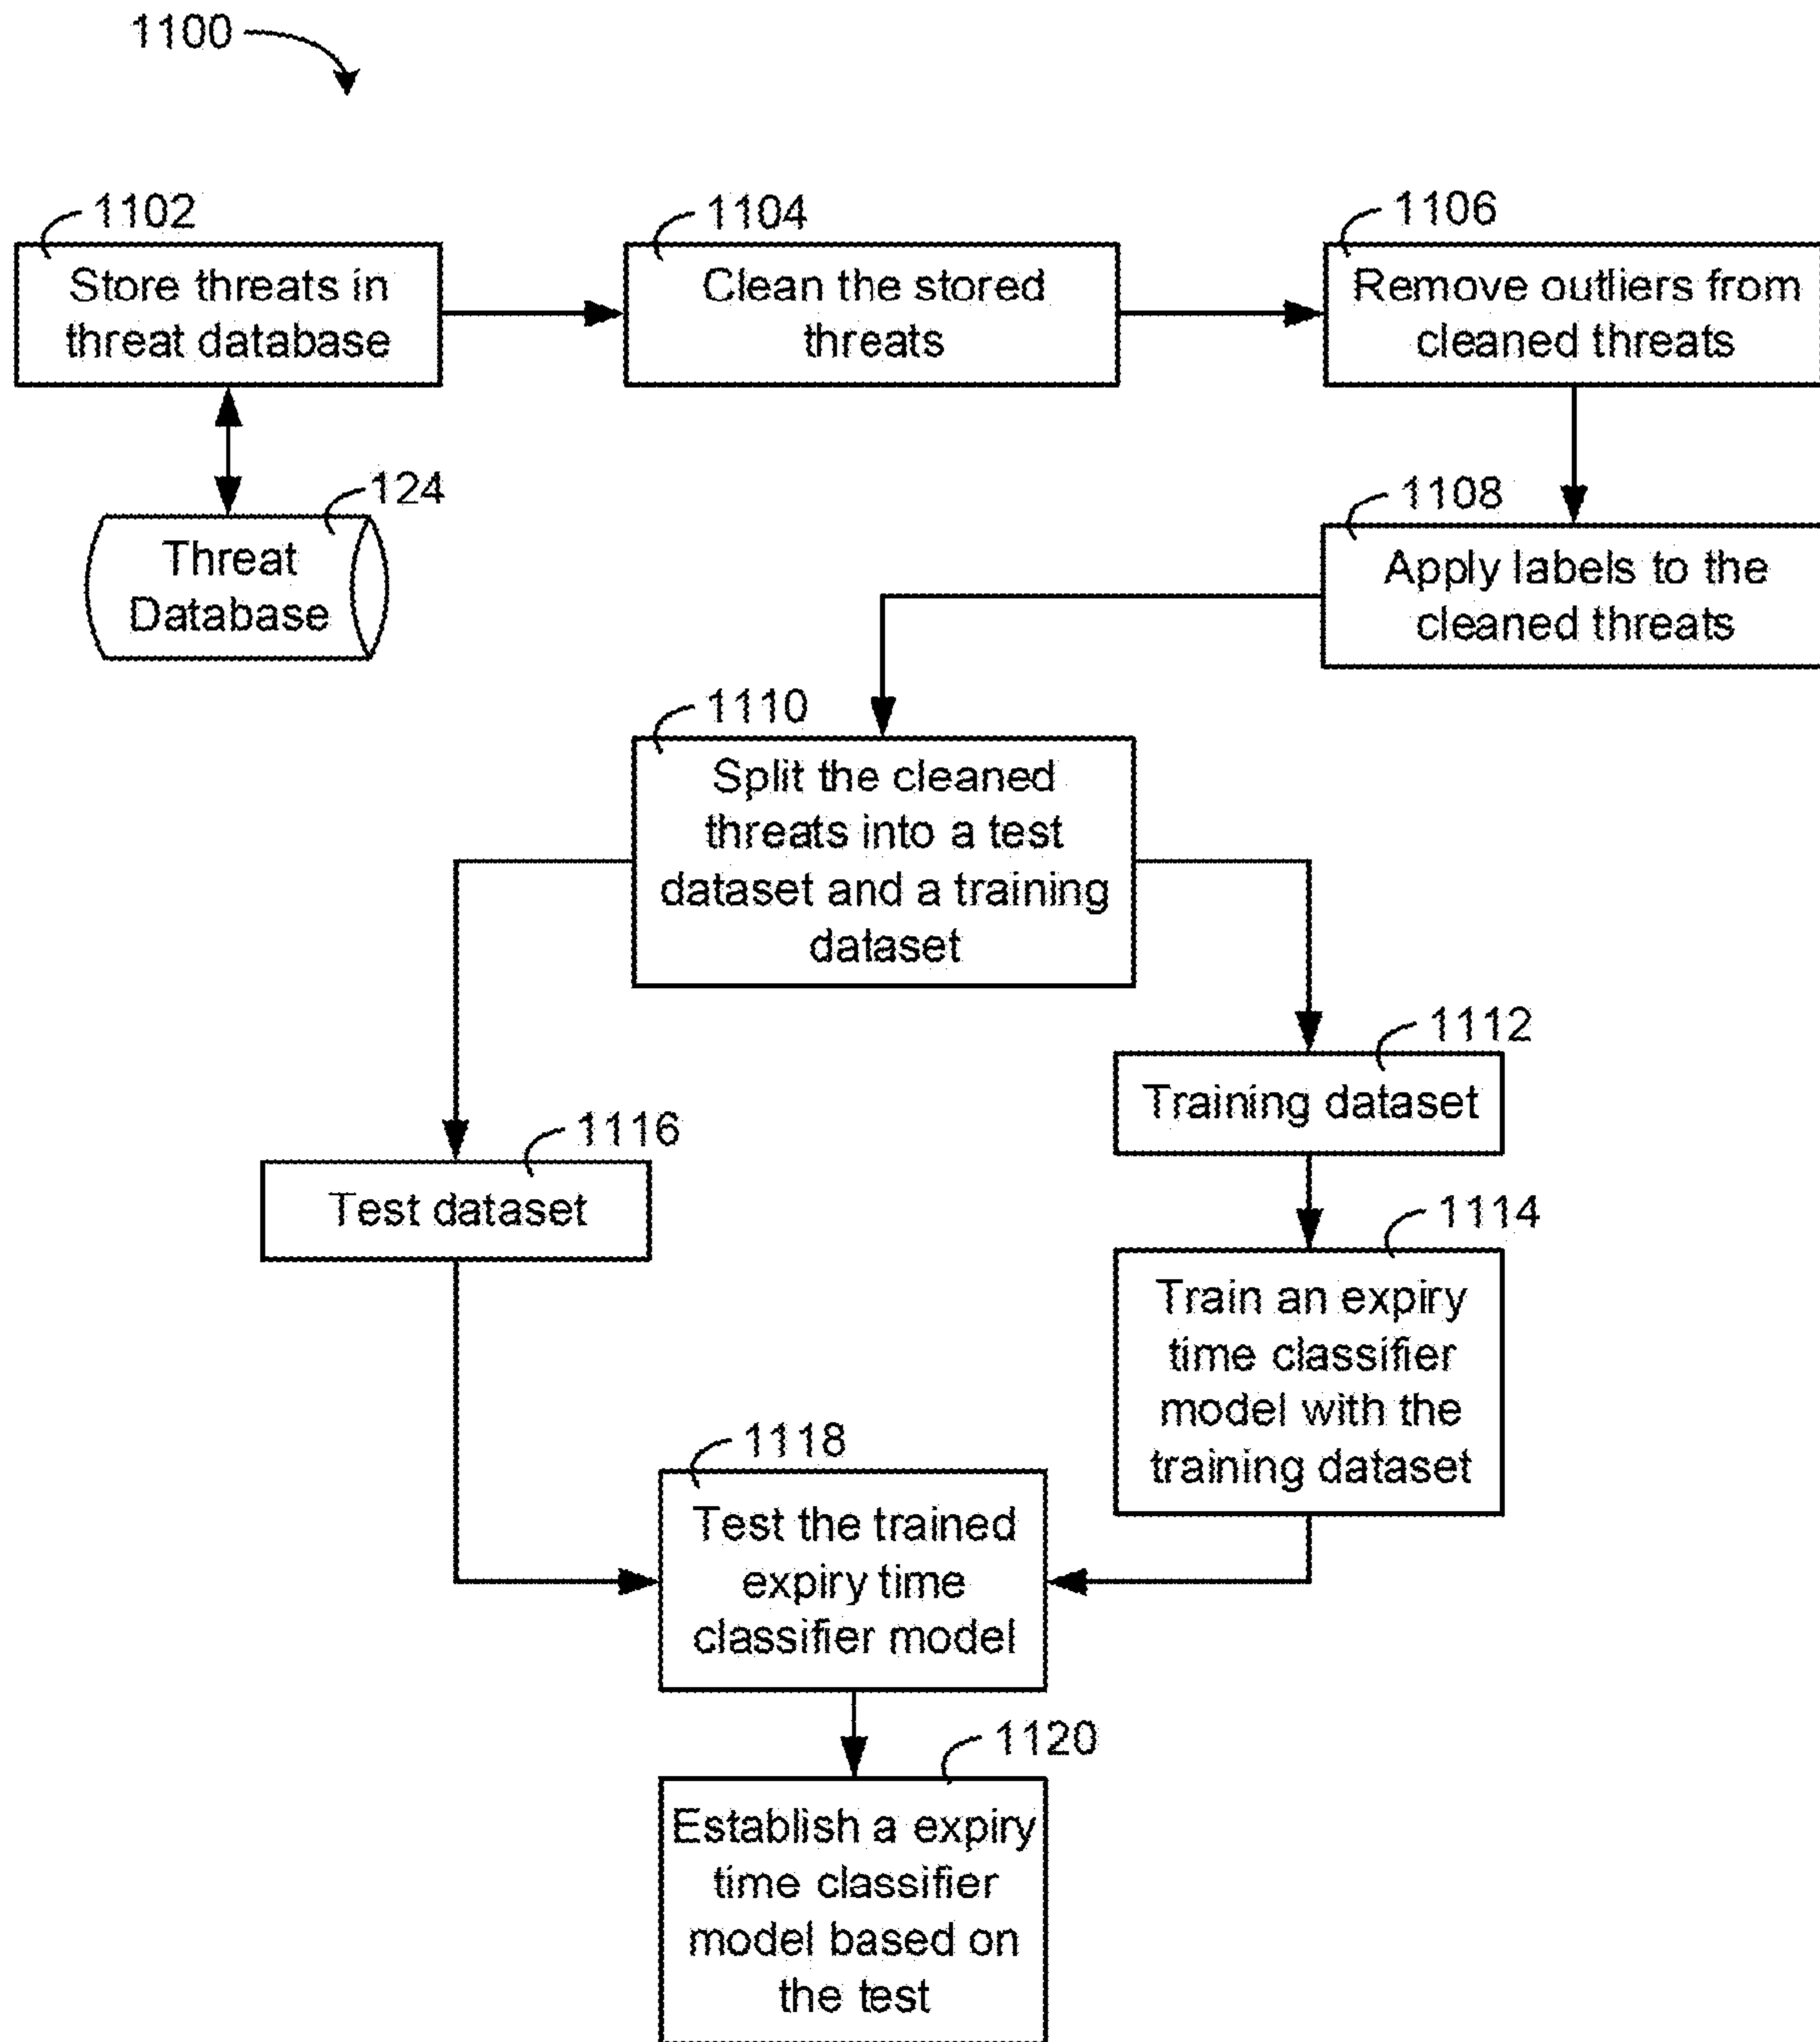 1100
1102
Store threats in
threat database
1104
Clean the stored
threats
1106
Remove outliers from
cleaned threats
124
Threat
Database
1108
Apply labels to the
cleaned threats
1110
Split the cleaned
threats into a test
dataset and a training
dataset
1112
Training dataset
1116
Test dataset
1114
Train an expiry
time classifier
model with the
training dataset
1118
Test the trained
expiry time
classifier model
1120
Establish a expiry
time classifier
model based on
the test